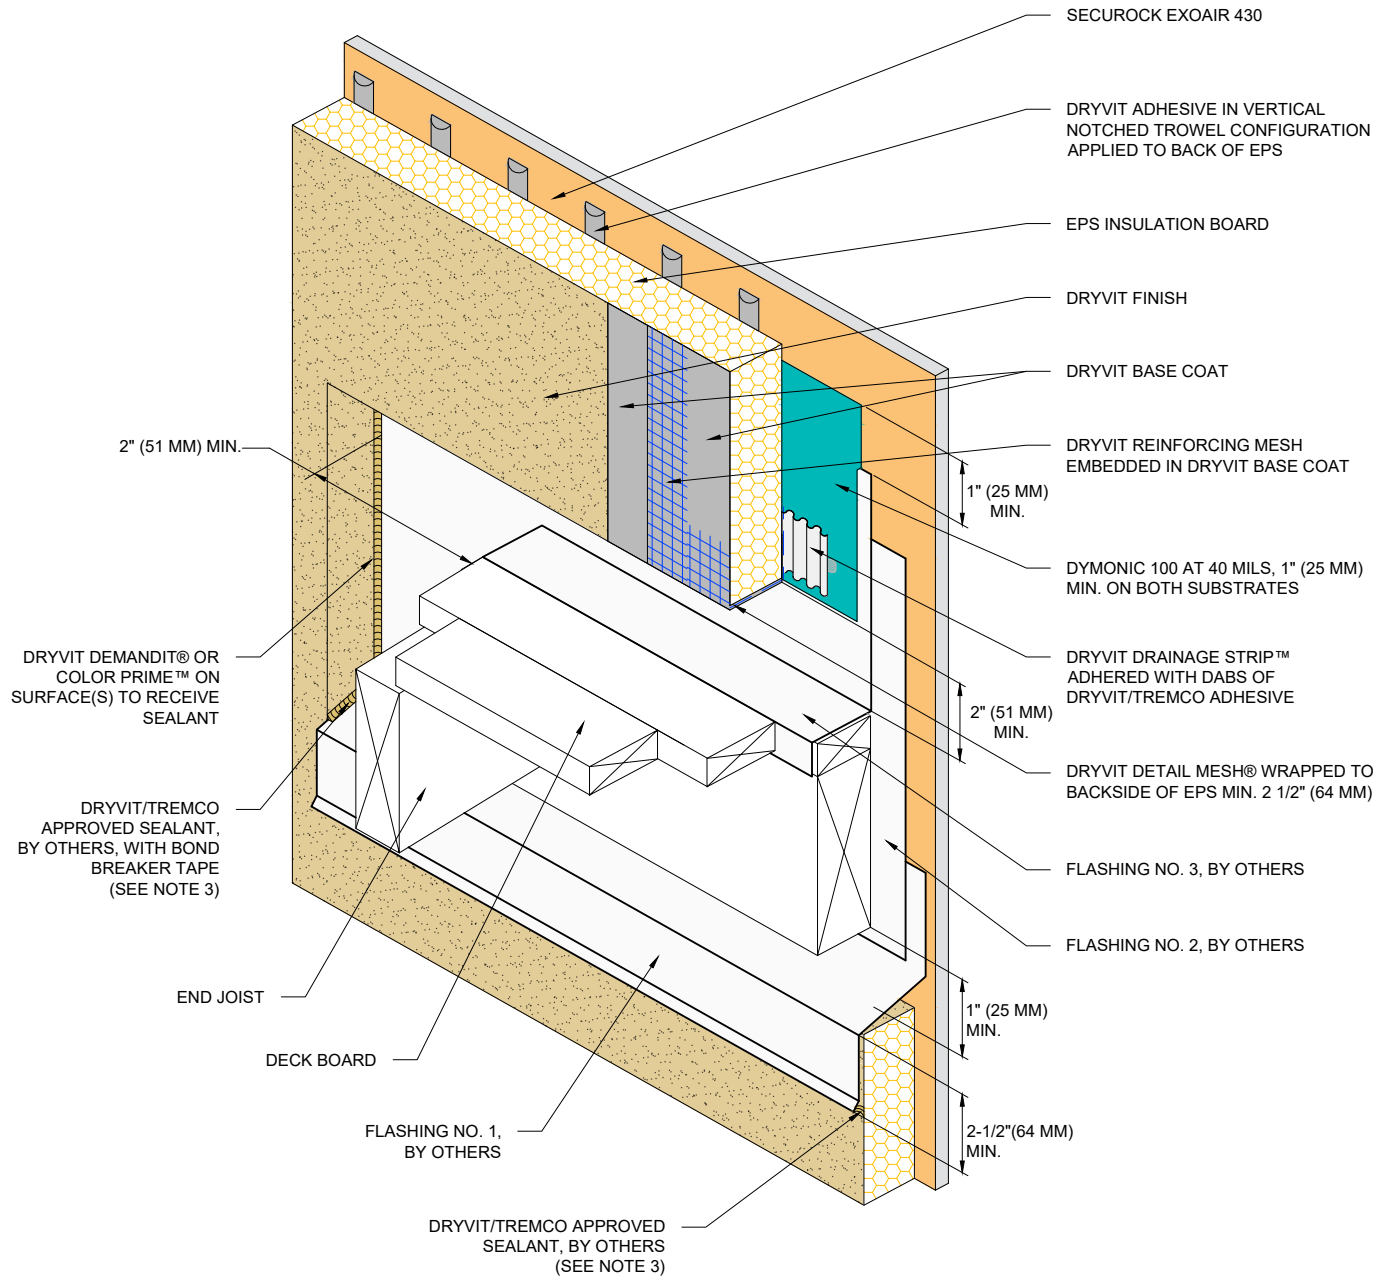 SECUROCK EXOAIR 430
DRYVIT ADHESIVE IN VERTICAL
NOTCHED TROWEL CONFIGURATION
APPLIED TO BACK OF EPS
EPS INSULATION BOARD
DRYVIT FINISH
DRYVIT BASE COAT
DRYVIT REINFORCING MESH
EMBEDDED IN DRYVIT BASE COAT
1" (25 MM)
MIN.
DYMONIC 100 AT 40 MILS, 1" (25 MM)
MIN. ON BOTH SUBSTRATES
DRYVIT DRAINAGE STRIP™
ADHERED WITH DABS OF
DRYVIT/TREMCO ADHESIVE
2" (51 MM)
MIN.
DRYVIT DETAIL MESH® WRAPPED TO
BACKSIDE OF EPS MIN. 2 1/2" (64 MM)
FLASHING NO. 3, BY OTHERS
FLASHING NO. 2, BY OTHERS
1" (25 MM)
MIN.
2-1/2"(64 MM)
MIN.
2" (51 MM) MIN.
DRYVIT DEMANDIT® OR
COLOR PRIME™ ON
SURFACE(S) TO RECEIVE
SEALANT
DRYVIT/TREMCO
APPROVED SEALANT,
BY OTHERS, WITH BOND
BREAKER TAPE
(SEE NOTE 3)
END JOIST
DECK BOARD
FLASHING NO. 1,
BY OTHERS
DRYVIT/TREMCO APPROVED
SEALANT, BY OTHERS
(SEE NOTE 3)